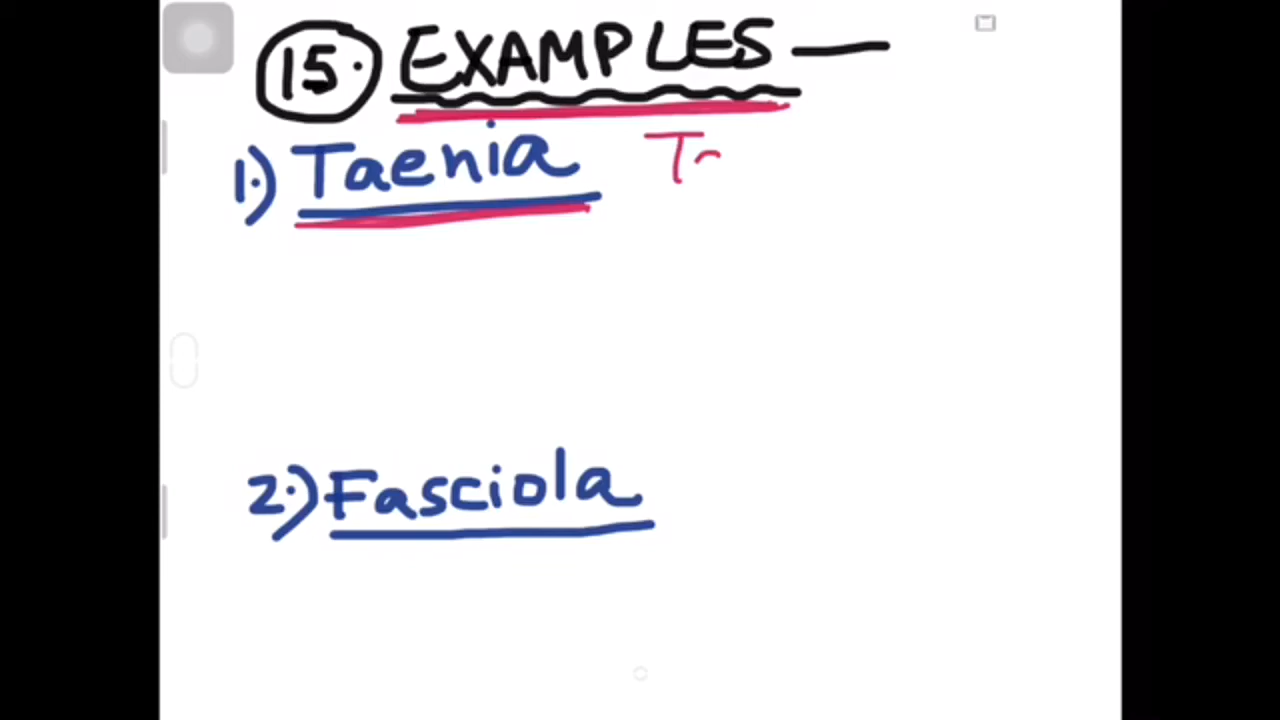 15. EXAMPLES —
1.) Taenia
2.) Fasciola